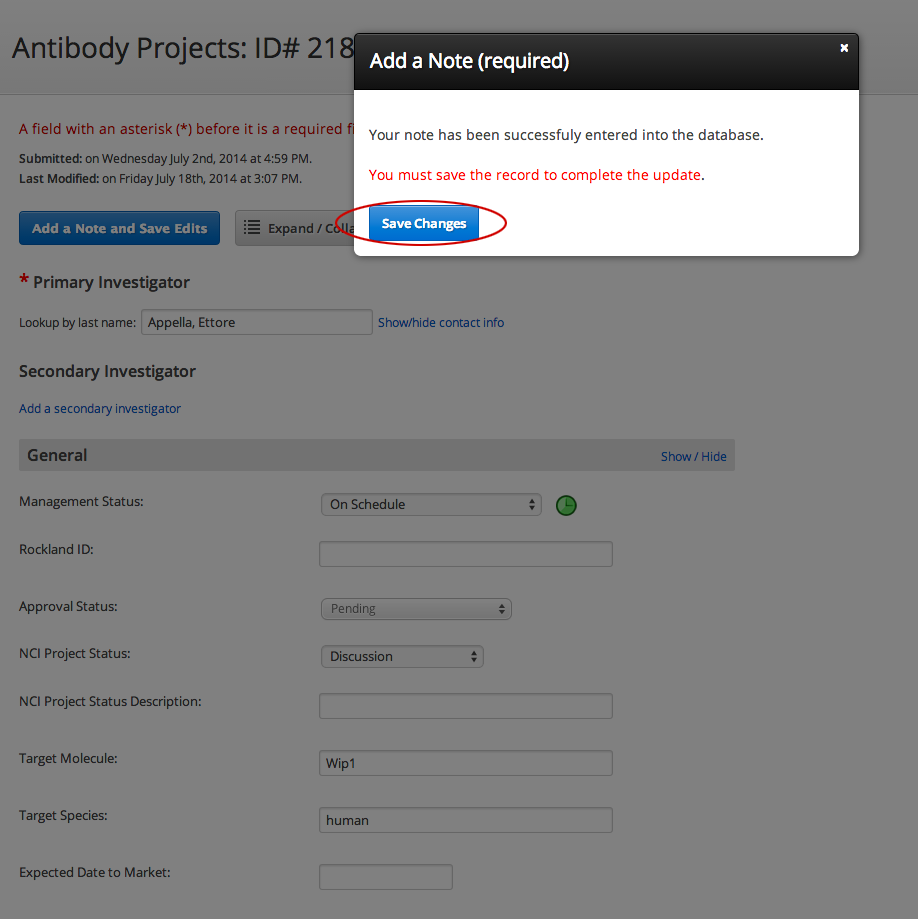 Antibody Projects: ID# 218
Add a Note (required)
Your note has been successfuly entered into the database.
You must save the record to complete the update.
Save Changes
A field with an asterisk (*) before it is a required
Submitted: on Wednesday July 2nd, 2014 at 4:59 PM.
Last Modified: on Friday July 18th, 2014 at 3:07 PM.
Add a Note and Save Edits
Expand / Colla
* Primary Investigator
Lookup by last name: Appella, Ettore Show/hide contact info
Secondary Investigator
Add a secondary investigator
General Show / Hide
Management Status: On Schedule
Rockland ID:
Approval Status: Pending
NCI Project Status: Discussion
NCI Project Status Description:
Target Molecule: Wip1
Target Species: human
Expected Date to Market: